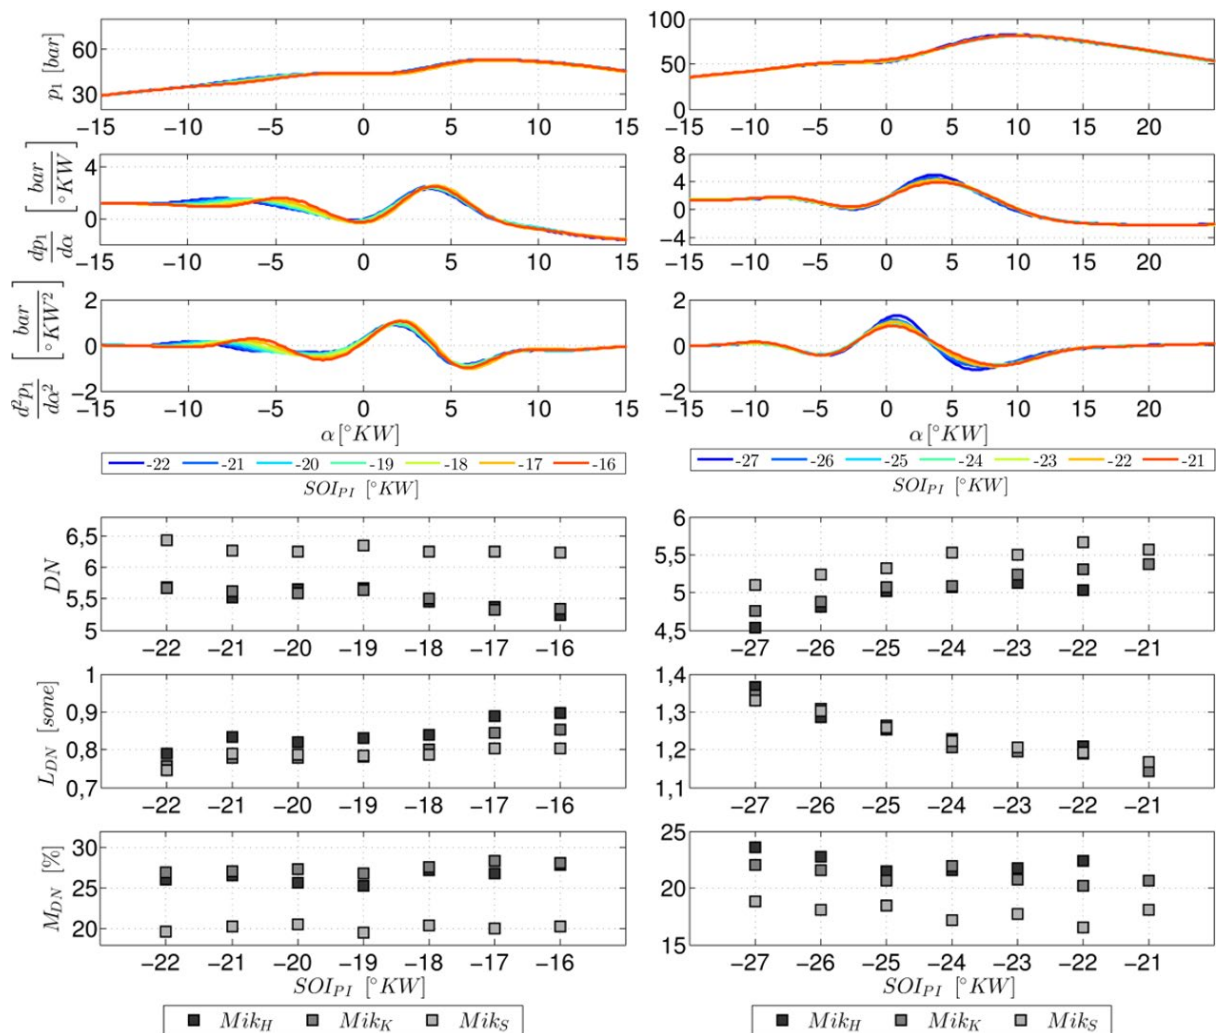 p₁ [bar]
60
30
−15 −10 −5 0 5 10 15
100
50
0
−15 −10 −5 0 5 10 15 20
dp₁/dα [bar/°KW]
4
0
−15 −10 −5 0 5 10 15
8
4
0
−4
−15 −10 −5 0 5 10 15 20
d²p₁/dα² [bar/°KW²]
2
0
−2
−15 −10 −5 0 5 10 15
α[°KW]
2
0
−2
−15 −10 −5 0 5 10 15 20
α[°KW]
-22 -21 -20 -19 -18 -17 -16
SOI_PI [°KW]
-27 -26 -25 -24 -23 -22 -21
SOI_PI [°KW]
DN
6,5
6
5,5
5
−22 −21 −20 −19 −18 −17 −16
6
5,5
5
4,5
−27 −26 −25 −24 −23 −22 −21
L_DN [sone]
1
0,9
0,8
0,7
−22 −21 −20 −19 −18 −17 −16
1,4
1,3
1,2
1,1
−27 −26 −25 −24 −23 −22 −21
M_DN [%]
30
25
20
−22 −21 −20 −19 −18 −17 −16
SOI_PI [°KW]
25
20
15
−27 −26 −25 −24 −23 −22 −21
SOI_PI [°KW]
Mik_H Mik_K Mik_S
Mik_H Mik_K Mik_S